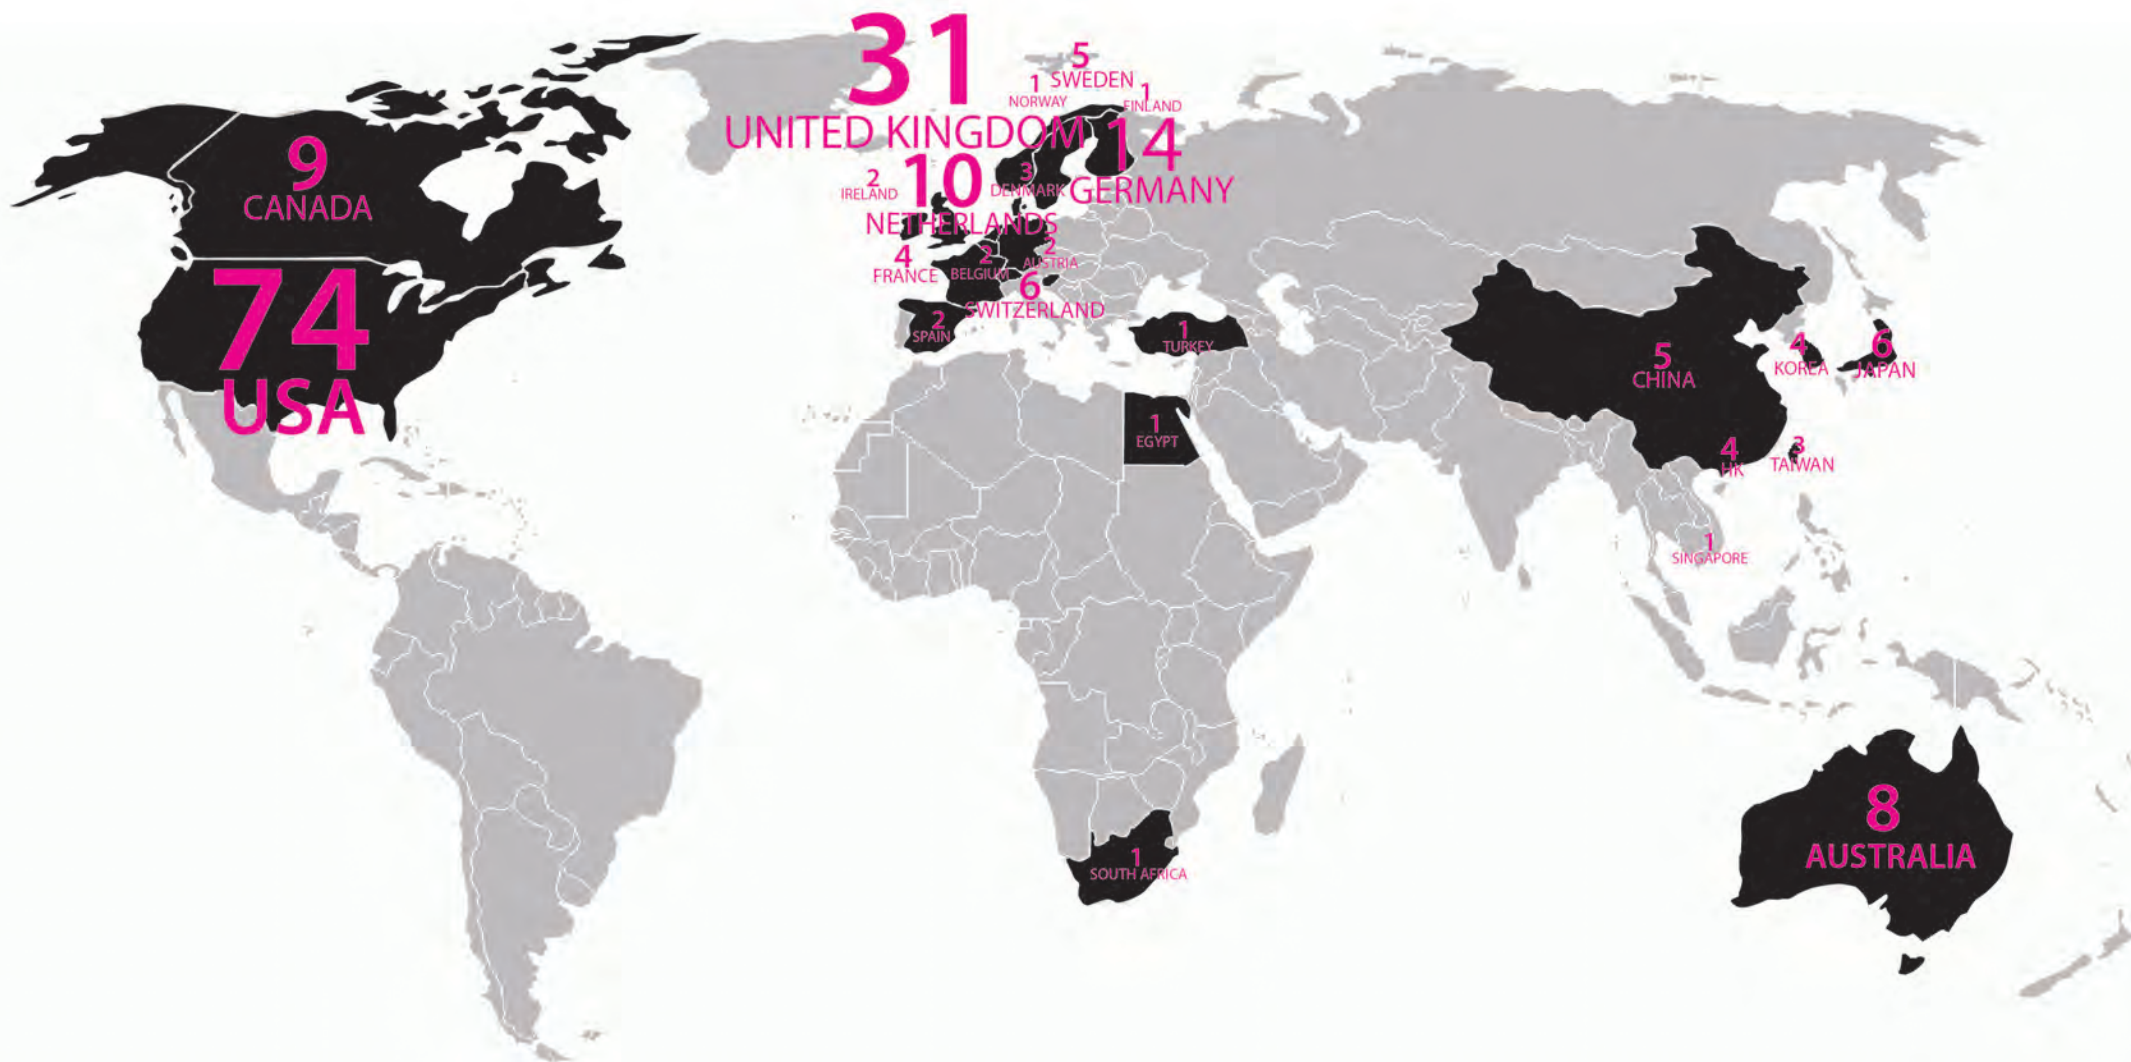 31
UNITED KINGDOM
5
SWEDEN
1
NORWAY
1
FINLAND
14
GERMANY
9
CANADA
2
IRELAND
10
NETHERLANDS
3
DENMARK
4
FRANCE
2
BELGIUM
2
AUSTRIA
6
SWITZERLAND
74
USA
2
SPAIN
1
TURKEY
5
CHINA
4
KOREA
6
JAPAN
1
EGYPT
4
HK
3
TAIWAN
1
SINGAPORE
8
AUSTRALIA
1
SOUTH AFRICA